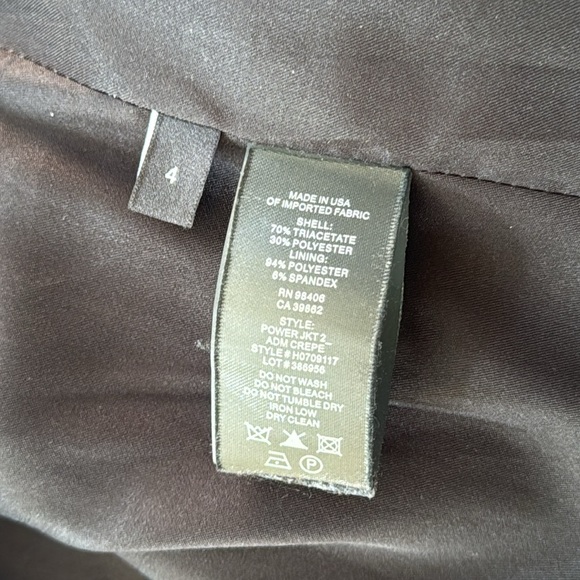 4
MADE IN USA
OF IMPORTED FABRIC
SHELL:
70% TRIACETATE
30% POLYESTER
LINING:
94% POLYESTER
6% SPANDEX
RN 98406
CA 39862
STYLE:
POWER JKT 2_
ADM CREPE
STYLE # H0709117
LOT # 386956
DO NOT WASH
DO NOT BLEACH
DO NOT TUMBLE DRY
IRON LOW
DRY CLEAN
P